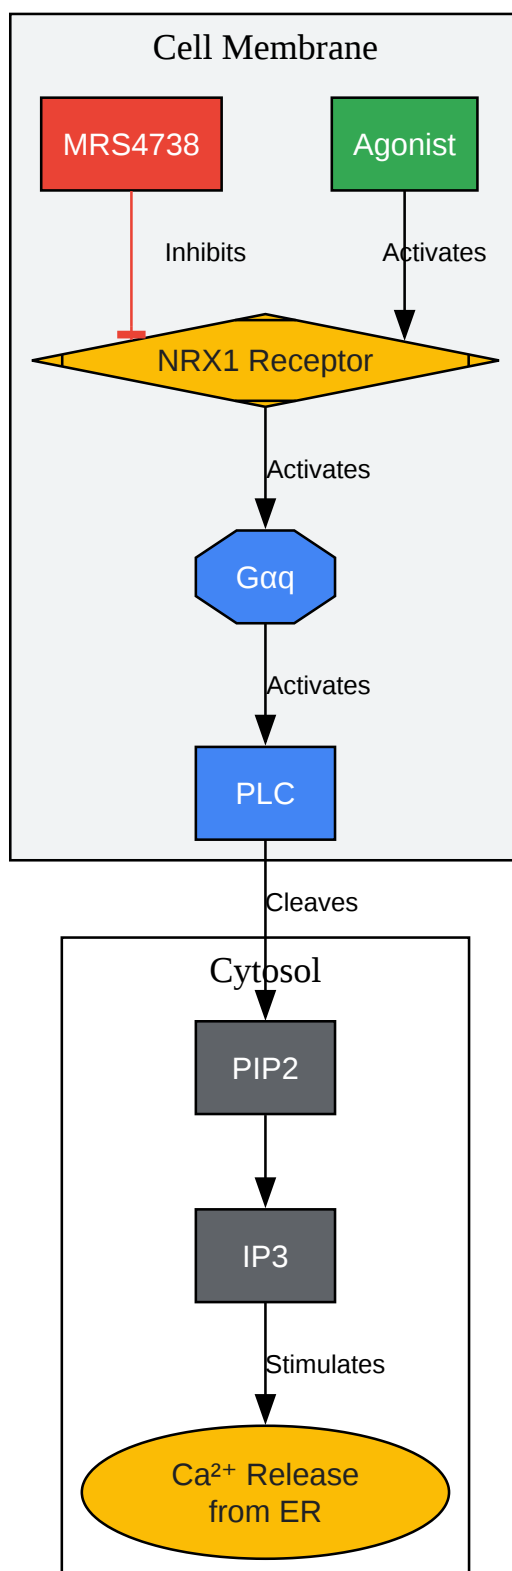 Cell Membrane
MRS4738
Agonist
Inhibits
Activates
NRX1 Receptor
Activates
Gαq
Activates
PLC
Cleaves
Cytosol
PIP2
IP3
Stimulates
Ca²⁺ Release
from ER